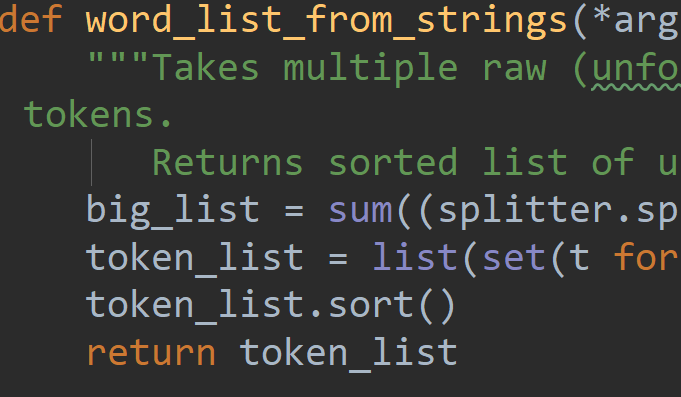 def word_list_from_strings(*arg
"""Takes multiple raw (unfo
tokens.
Returns sorted list of u
big_list = sum((splitter.sp
token_list = list(set(t for
token_list.sort()
return token_list